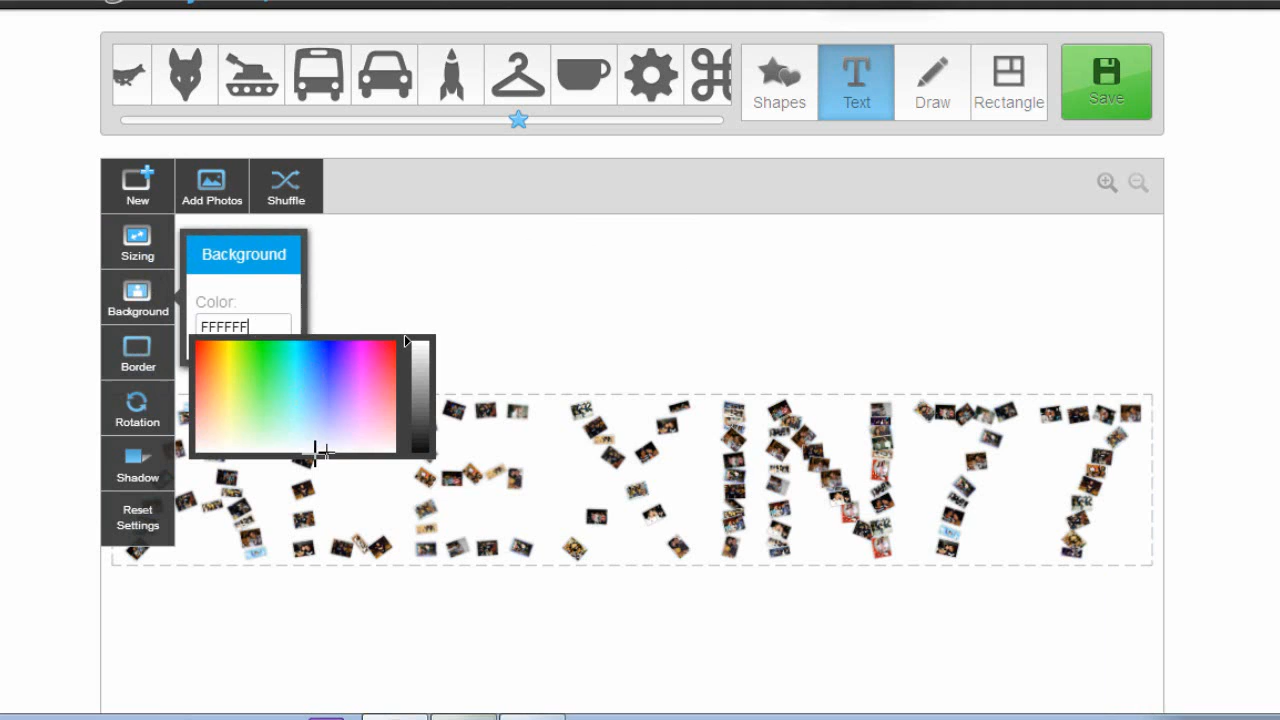 Shapes
Text
Draw
Rectangle
Save
New
Add Photos
Shuffle
Sizing
Background
Border
Rotation
Shadow
Reset
Settings
Background
Color:
FFFFFF
ALEXIN77